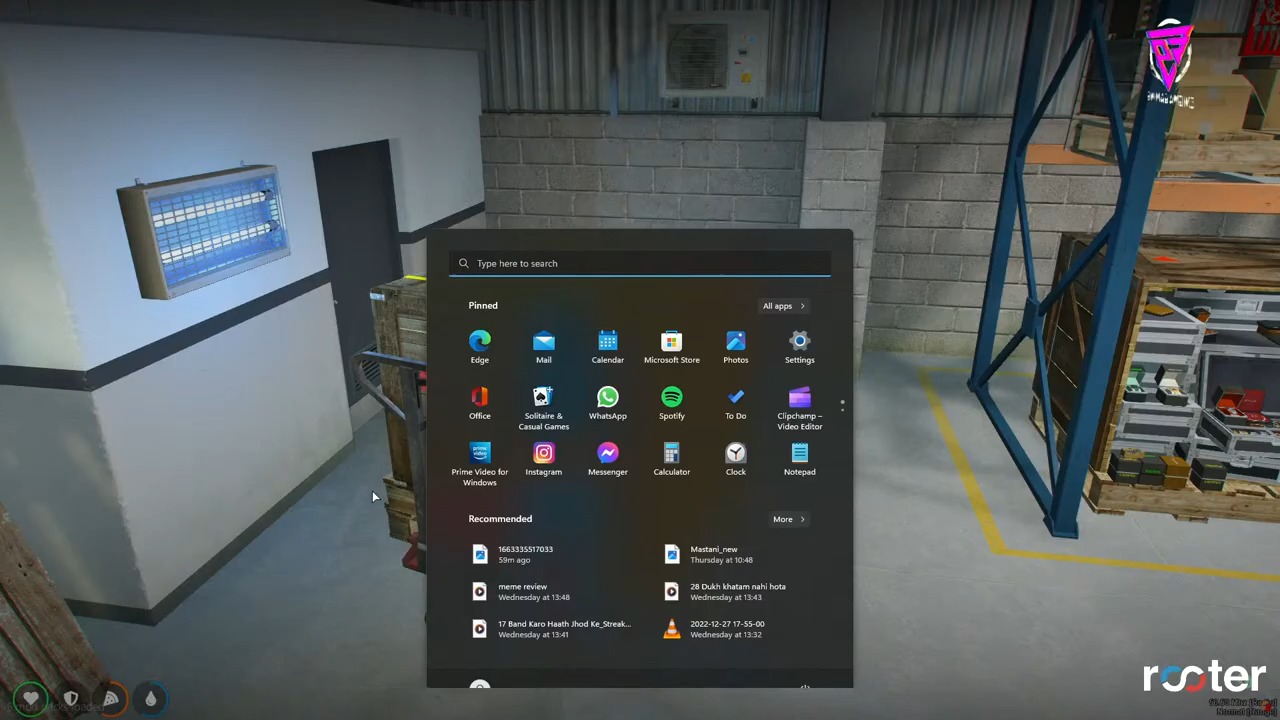 Type here to search
Pinned
All apps
Edge
Mail
Calendar
Microsoft Store
Photos
Settings
Office
Solitaire &
Casual Games
WhatsApp
Spotify
To Do
Clipchamp –
Video Editor
Prime Video for
Windows
Instagram
Messenger
Calculator
Clock
Notepad
Recommended
More
1663335517033
59m ago
Mastani_new
Thursday at 10:48
meme review
Wednesday at 13:48
28 Dukh khatam nahi hota
Wednesday at 13:43
17 Band Karo Haath Jhod Ke_Streak...
Wednesday at 13:41
2022-12-27 17-55-00
Wednesday at 13:32
rooter